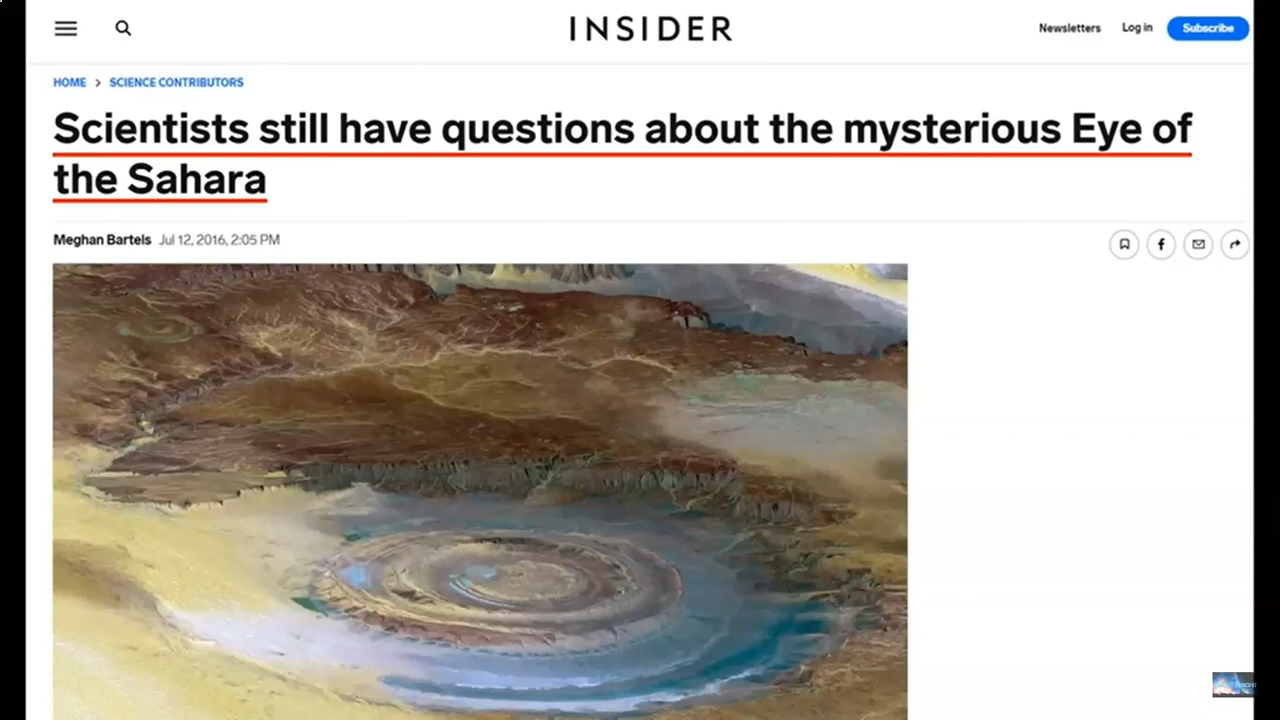 INSIDER
Newsletters Log in Subscribe
HOME > SCIENCE CONTRIBUTORS
Scientists still have questions about the mysterious Eye of
the Sahara
Meghan Bartels Jul 12, 2016, 2:05 PM